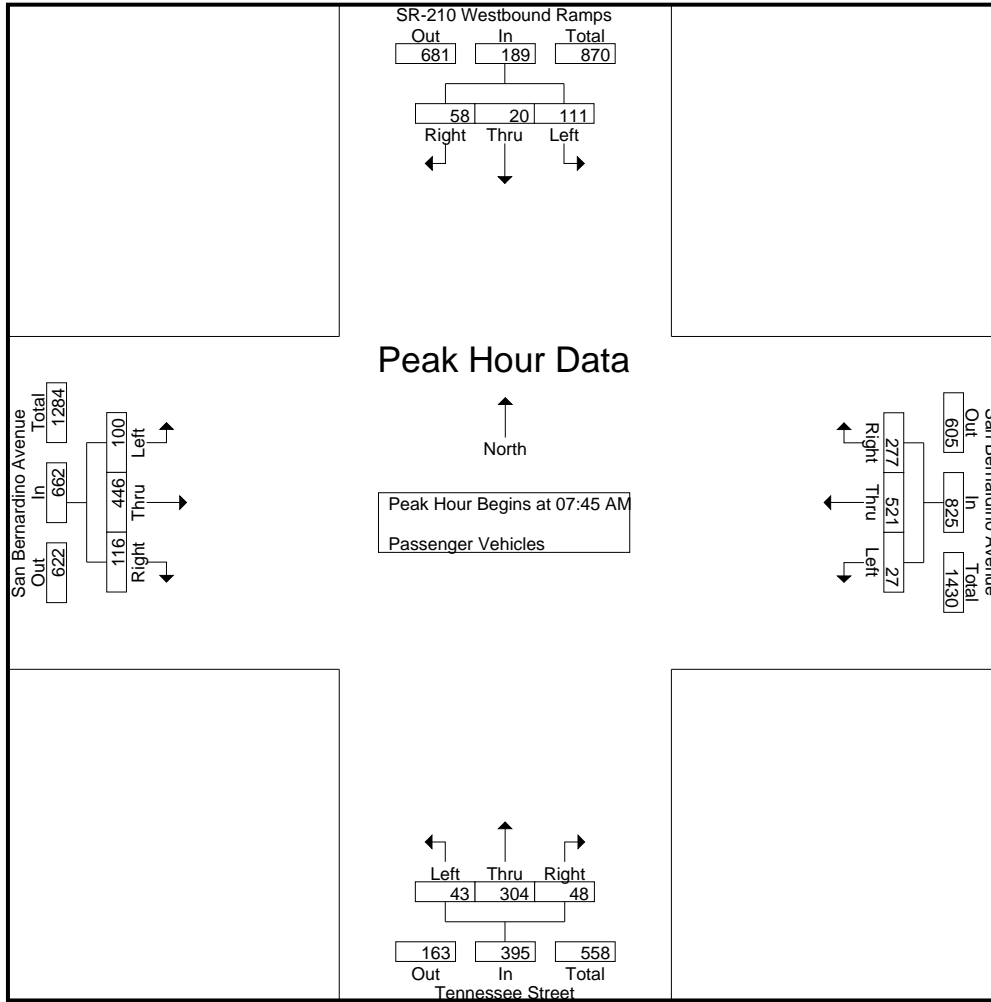 SR-210 Westbound Ramps
Out In Total
681 189 870
58 20 111
Right Thru Left
Peak Hour Data
North
Peak Hour Begins at 07:45 AM
Passenger Vehicles
San Bernardino Avenue
Out In Total
622 662 1284
116 446 100
Right Thru Left
San Bernardino Avenue
Out In Total
605 825 1430
277 521 27
Right Thru Left
Left Thru Right
43 304 48
163 395 558
Out In Total
Tennessee Street